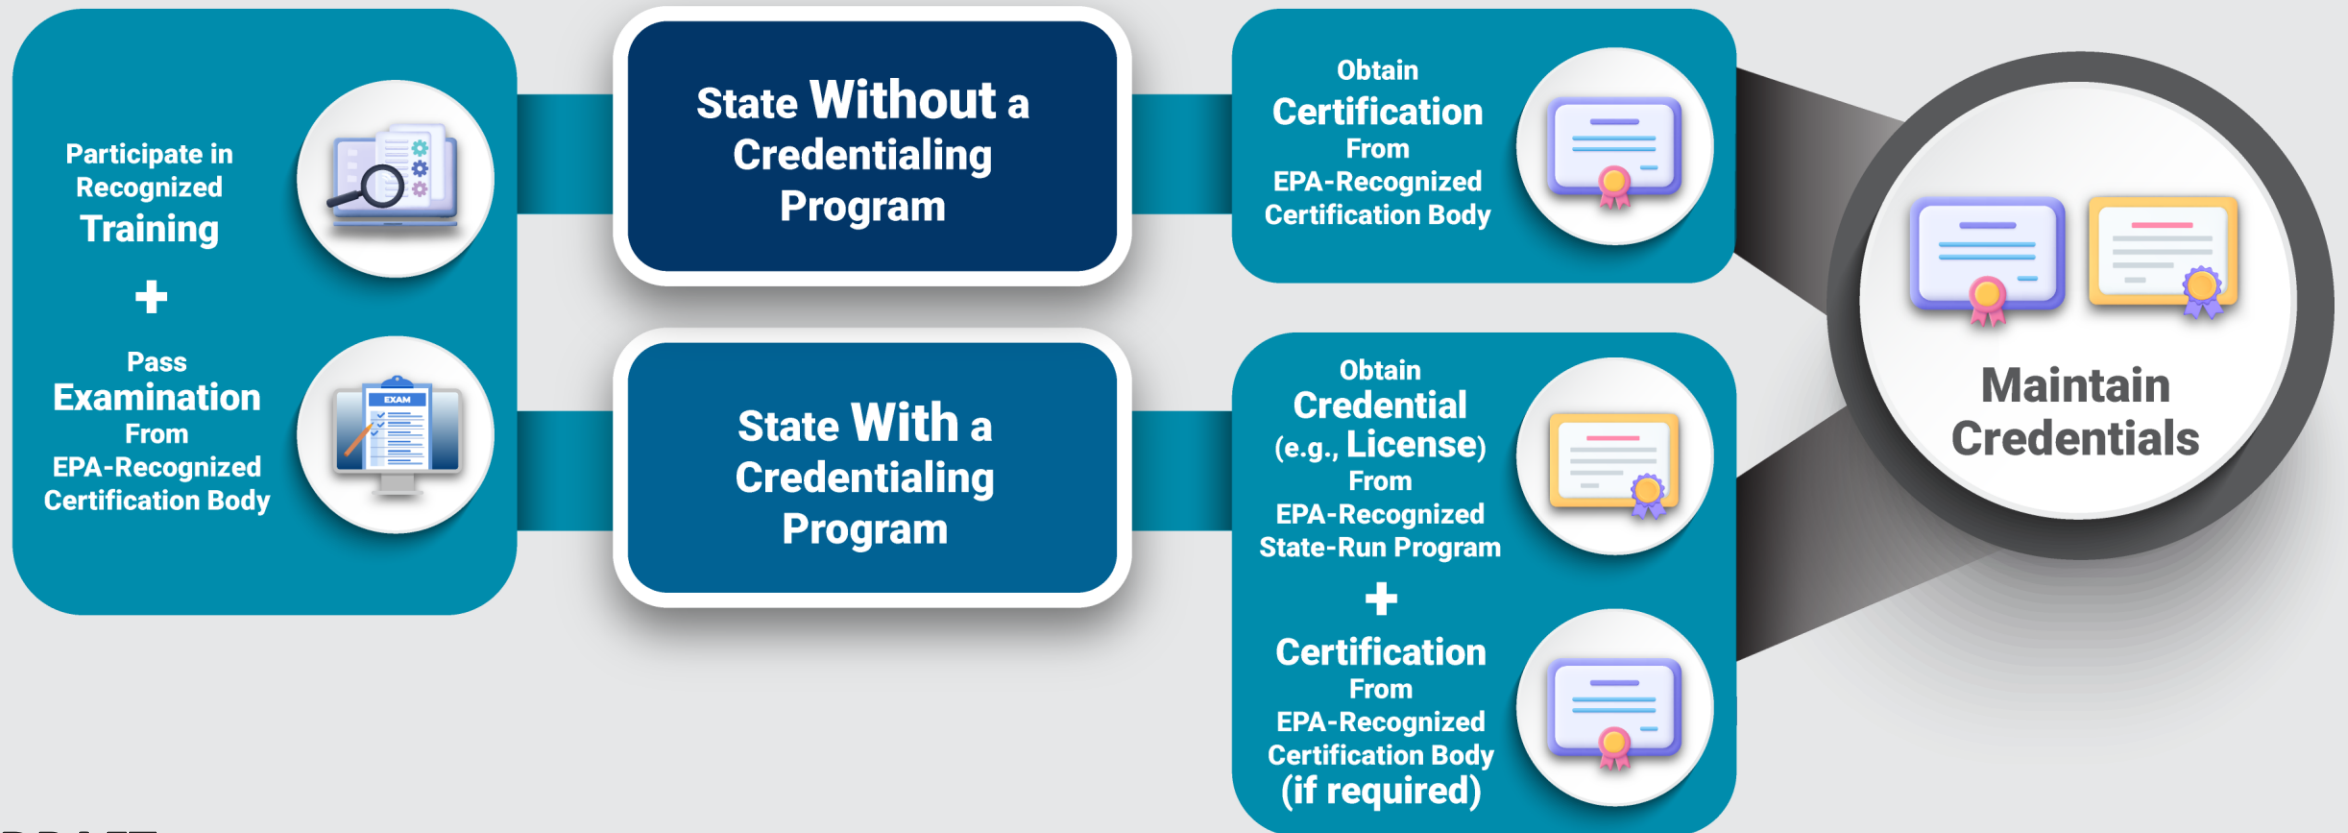 Participate in
Recognized
Training
+
Pass
Examination
From
EPA-Recognized
Certification Body
EXAM
State Without a
Credentialing
Program
State With a
Credentialing
Program
Obtain
Certification
From
EPA-Recognized
Certification Body
Obtain
Credential
(e.g., License)
From
EPA-Recognized
State-Run Program
+
Certification
From
EPA-Recognized
Certification Body
(if required)
Maintain
Credentials